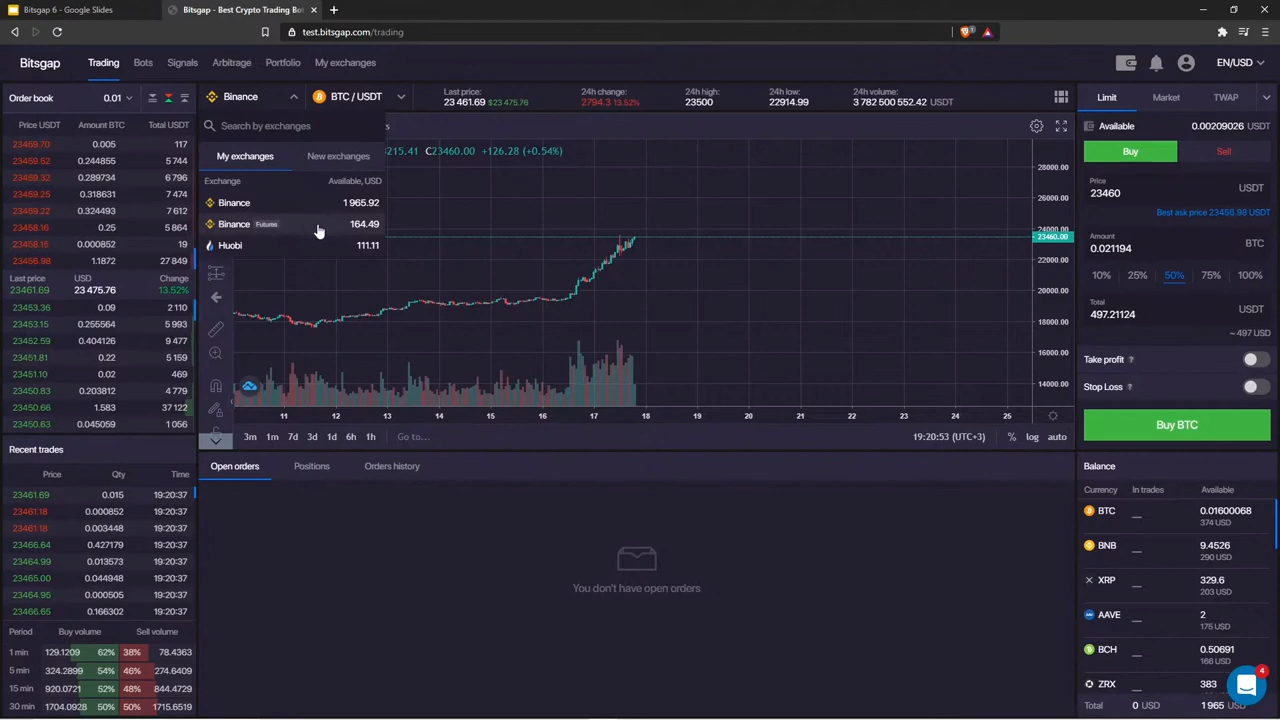 Bitsgap 6 - Google Slides
Bitsgap - Best Crypto Trading Bot
test.bitsgap.com/trading
Bitsgap Trading Bots Signals Arbitrage Portfolio My exchanges EN/USD
Order book 0.01
Price USDT Amount BTC Total USDT
23459.70 0.005 117
23459.52 0.244855 5 744
23459.32 0.289734 6 796
23459.25 0.318631 7 474
23459.22 0.324493 7 612
23458.16 0.25 5 864
23458.15 0.000852 19
23456.98 1.1872 27 849
Last price USD Change
23461.69 23 475.76 13.52%
23453.36 0.09 2 110
23453.15 0.255564 5 993
23452.59 0.404126 9 477
23451.81 0.22 5 159
23451.10 0.02 469
23450.83 0.203812 4 779
23450.66 1.583 37 122
23450.63 0.045059 1 056
Recent trades
Price Qty Time
23461.69 0.015 19:20:37
23461.18 0.000852 19:20:37
23461.18 0.003448 19:20:37
23466.64 0.427179 19:20:37
23464.99 0.013573 19:20:37
23465.00 0.044948 19:20:37
23464.95 0.000505 19:20:37
23466.65 0.166302 19:20:37
Period Buy volume Sell volume
1 min 129.1209 62% 38% 78.4363
5 min 324.2899 54% 46% 274.6409
15 min 920.0721 52% 48% 844.4729
30 min 1704.0928 50% 50% 1715.6519
Binance BTC / USDT
Last price: 24h change: 24h high: 24h low: 24h volume:
23 461.69 $23 475.76 2794.3 13.52% 23500 22914.99 3 782 500 552.42 USDT
Search by exchanges
My exchanges New exchanges
Exchange Available, USD
Binance 1 965.92
Binance Futures 164.49
Huobi 111.11
3215.41 C23460.00 +126.28 (+0.54%)
28000.00
26000.00
24000.00
23460.00
22000.00
20000.00
18000.00
16000.00
14000.00
11 12 13 14 15 16 17 18 19 20 21 22 23 24 25
3m 1m 7d 3d 1d 6h 1h Go to... 19:20:53 (UTC+3) % log auto
Open orders Positions Orders history
You don't have open orders
Limit Market TWAP
Available 0.00209026 USDT
Buy Sell
Price
23460 USDT
Best ask price 23456.98 USDT
Amount
0.021194 BTC
10% 25% 50% 75% 100%
Total
497.21124 USDT
~ 497 USD
Take profit ?
Stop Loss ?
Buy BTC
Balance
Currency In trades Available
BTC — 0.01600068
374 USD
BNB — 9.4526
290 USD
XRP — 329.6
203 USD
AAVE — 2
175 USD
BCH — 0.50691
166 USD
ZRX — 383
Total 0 USD 1 965 USD
4